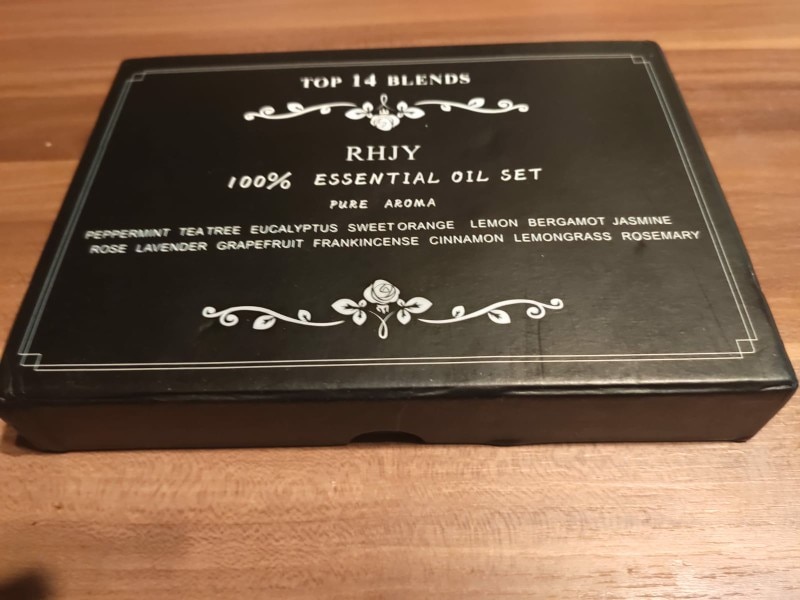 TOP 14 BLENDS
RHJY
100% ESSENTIAL OIL SET
PURE AROMA
PEPPERMINT TEA TREE EUCALYPTUS SWEET ORANGE LEMON BERGAMOT JASMINE
ROSE LAVENDER GRAPEFRUIT FRANKINCENSE CINNAMON LEMONGRASS ROSEMARY